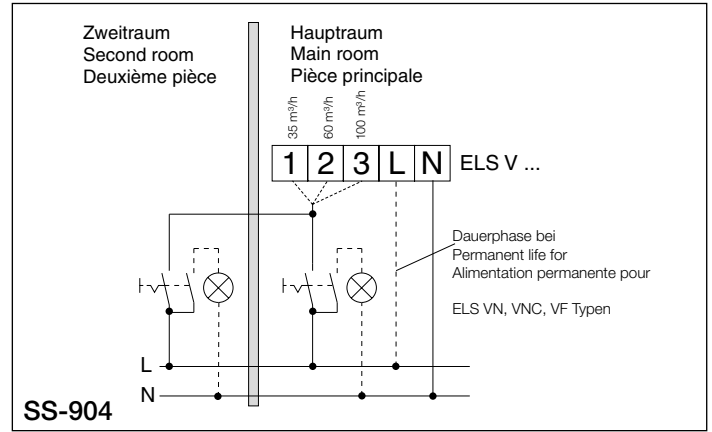 Zweitraum
Second room
Deuxième pièce
Hauptraum
Main room
Pièce principale
35 m³/h
60 m³/h
100 m³/h
1 2 3 L N ELS V ...
Dauerphase bei
Permanent life for
Alimentation permanente pour
ELS VN, VNC, VF Typen
L
N
SS-904